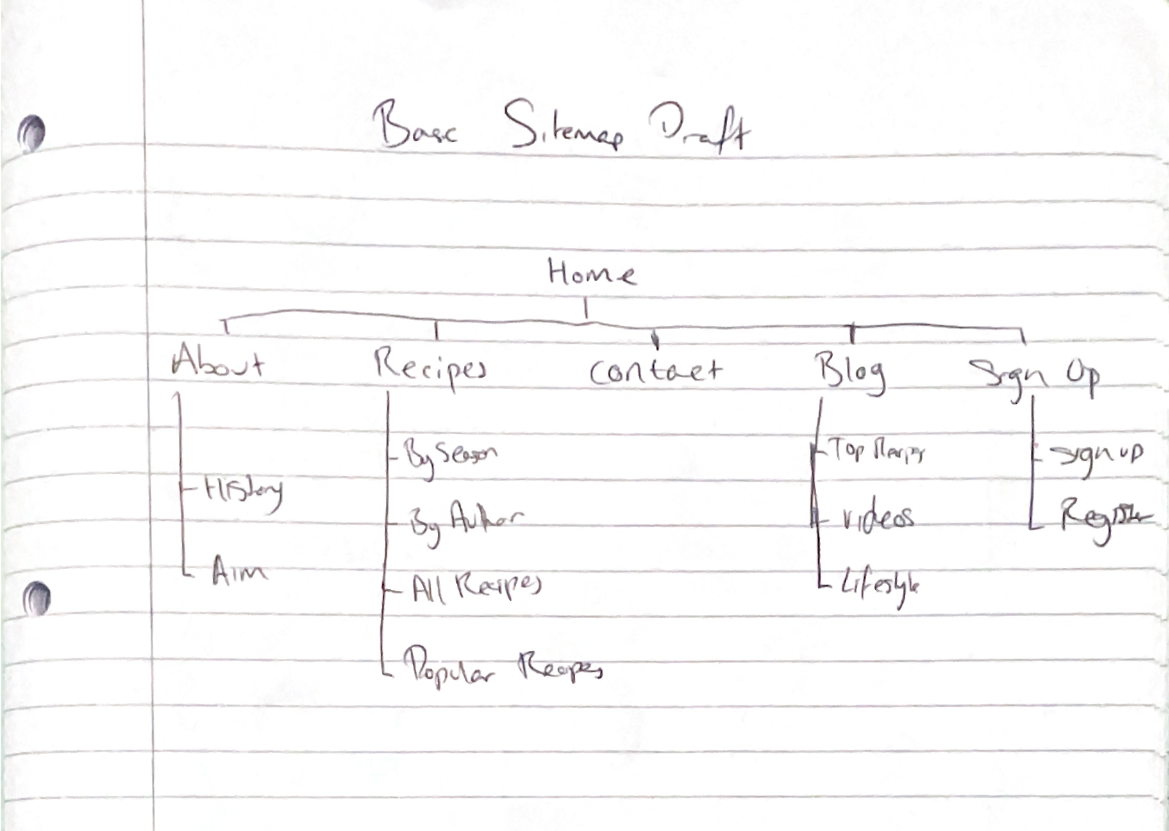 Basic Sitemap Draft
Home
About Recipes Contact Blog Sign Up
By Season
By Author
All Recipes
Popular Recipes
History
Aim
Top Recipes
Videos
Lifestyle
Sign up
Register